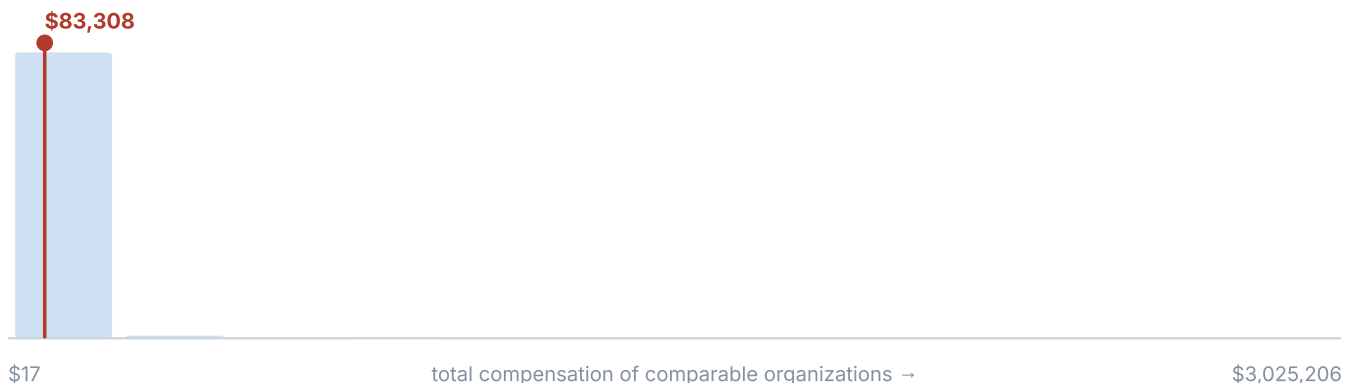 $83,308
$17 total compensation of comparable organizations → $3,025,206